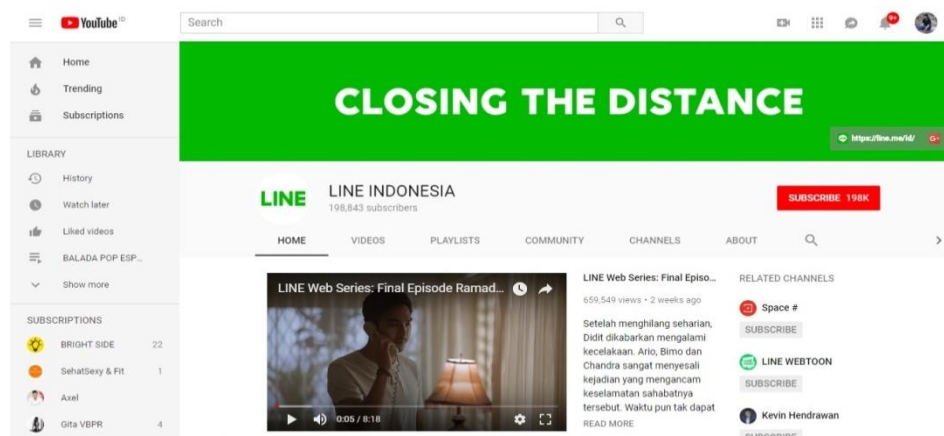 YouTube ID
Search
9+
Home
Trending
Subscriptions
LIBRARY
History
Watch later
Liked videos
BALADA POP ESP...
Show more
SUBSCRIPTIONS
BRIGHT SIDE 22
SehatSexy & Fit 1
Axel
Gita VBPR 4
CLOSING THE DISTANCE
https://line.me/id/ G+
LINE
LINE INDONESIA
198,843 subscribers
SUBSCRIBE 198K
HOME VIDEOS PLAYLISTS COMMUNITY CHANNELS ABOUT
LINE Web Series: Final Episode Ramad...
0:05 / 8:18
LINE Web Series: Final Episo...
659,549 views • 2 weeks ago
Setelah menghilang seharian,
Didit dikabarkan mengalami
kecelakaan. Ario, Bimo dan
Chandra sangat menyesali
kejadian yang mengancam
keselamatan sahabatnya
tersebut. Waktu pun tak dapat
READ MORE
RELATED CHANNELS
Space #
SUBSCRIBE
LINE WEBTOON
SUBSCRIBE
Kevin Hendrawan
SUBSCRIBE